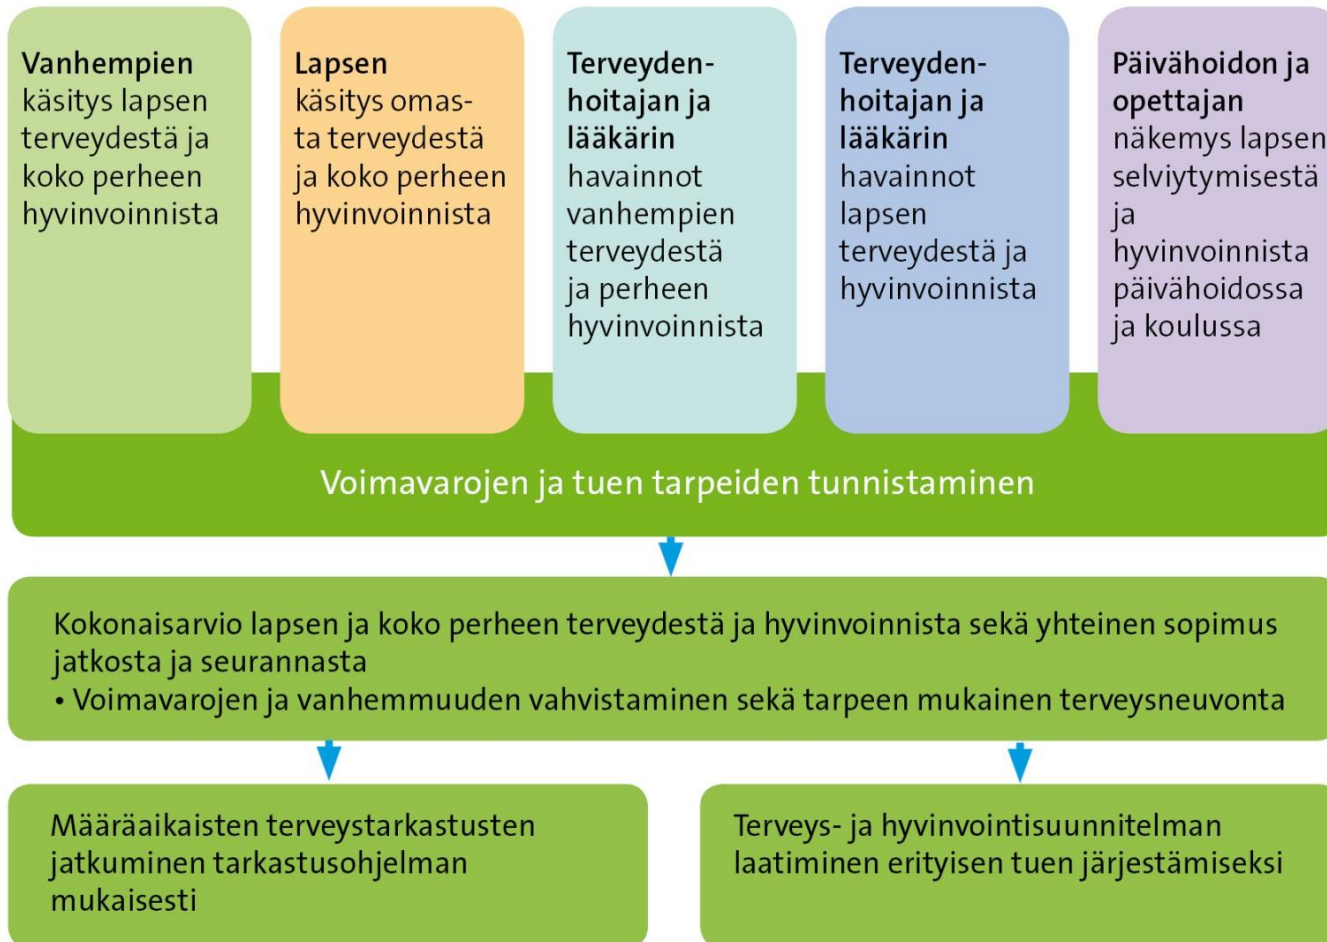 Vanhempien
käsitys lapsen
terveydestä ja
koko perheen
hyvinvoinnista
Lapsen
käsitys omas-
ta terveydestä
ja koko perheen
hyvinvoinnista
Terveyden-
hoitajan ja
lääkärin
havainnot
vanhempien
terveydestä
ja perheen
hyvinvoinnista
Terveyden-
hoitajan ja
lääkärin
havainnot
lapsen
terveydestä ja
hyvinvoinnista
Päivähoidon ja
opettajan
näkemys lapsen
selviytymisestä
ja
hyvinvoinnista
päivähoidossa
ja koulussa
Voimavarojen ja tuen tarpeiden tunnistaminen
Kokonaisarvio lapsen ja koko perheen terveydestä ja hyvinvoinnista sekä yhteinen sopimus
jatkosta ja seurannasta
• Voimavarojen ja vanhemmuuden vahvistaminen sekä tarpeen mukainen terveysneuvonta
Määräaikaisten terveystarkastusten
jatkuminen tarkastusohjelman
mukaisesti
Terveys- ja hyvinvointisuunnitelman
laatiminen erityisen tuen järjestämiseksi